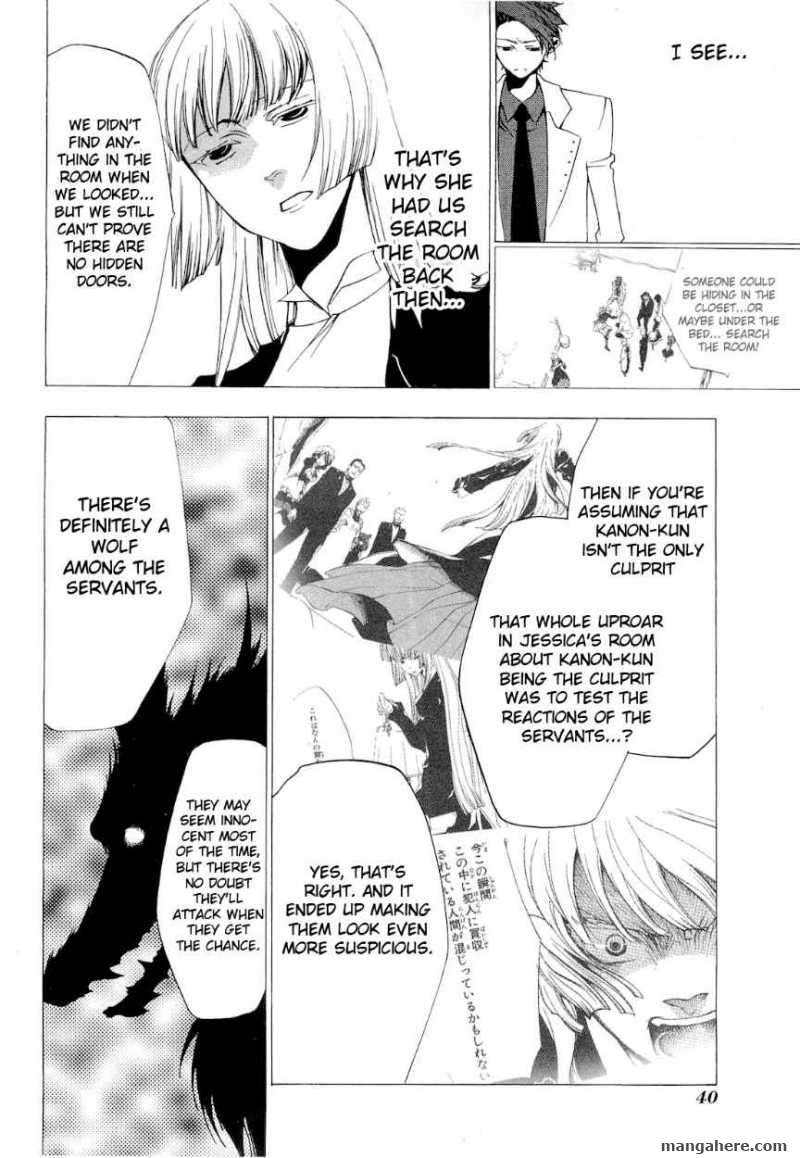 I SEE...
SOMEONE COULD
BE HIDING IN THE
CLOSET...OR
MAYBE UNDER THE
BED... SEARCH
THE ROOM!
THAT'S
WHY SHE
HAD US
SEARCH
THE ROOM
BACK
THEN...
WE DIDN'T
FIND ANY-
THING IN THE
ROOM WHEN
WE LOOKED...
BUT WE STILL
CAN'T PROVE
THERE ARE
NO HIDDEN
DOORS.
THEN IF YOU'RE
ASSUMING THAT
KANON-KUN
ISN'T THE ONLY
CULPRIT
THAT WHOLE UPROAR
IN JESSICA'S ROOM
ABOUT KANON-KUN
BEING THE CULPRIT
WAS TO TEST THE
REACTIONS OF THE
SERVANTS...?
これはなんの
今この瞬間
この中に犯人に買収
されている人間が混じっているかもしれない
YES, THAT'S
RIGHT. AND IT
ENDED UP MAKING
THEM LOOK EVEN
MORE SUSPICIOUS.
THERE'S
DEFINITELY A
WOLF
AMONG THE
SERVANTS.
THEY MAY
SEEM INNO-
CENT MOST
OF THE TIME,
BUT THERE'S
NO DOUBT
THEY'LL
ATTACK WHEN
THEY GET
THE CHANCE.
40
mangahere.com